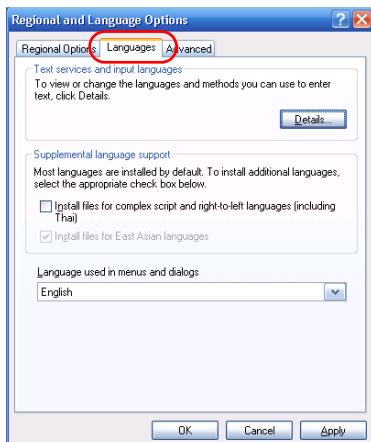 Regional and Language Options
Regional Options Languages Advanced
Text services and input languages
To view or change the languages and methods you can use to enter
text, click Details.
Details...
Supplemental language support
Most languages are installed by default. To install additional languages,
select the appropriate check box below.
Install files for complex script and right-to-left languages (including
Thai)
Install files for East Asian languages
Language used in menus and dialogs
English
OK Cancel Apply